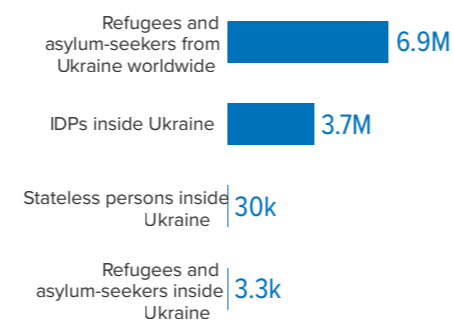 Refugees and
asylum-seekers from
Ukraine worldwide
6.9M
IDPs inside Ukraine
3.7M
Stateless persons inside
Ukraine
30k
Refugees and
asylum-seekers inside
Ukraine
3.3k